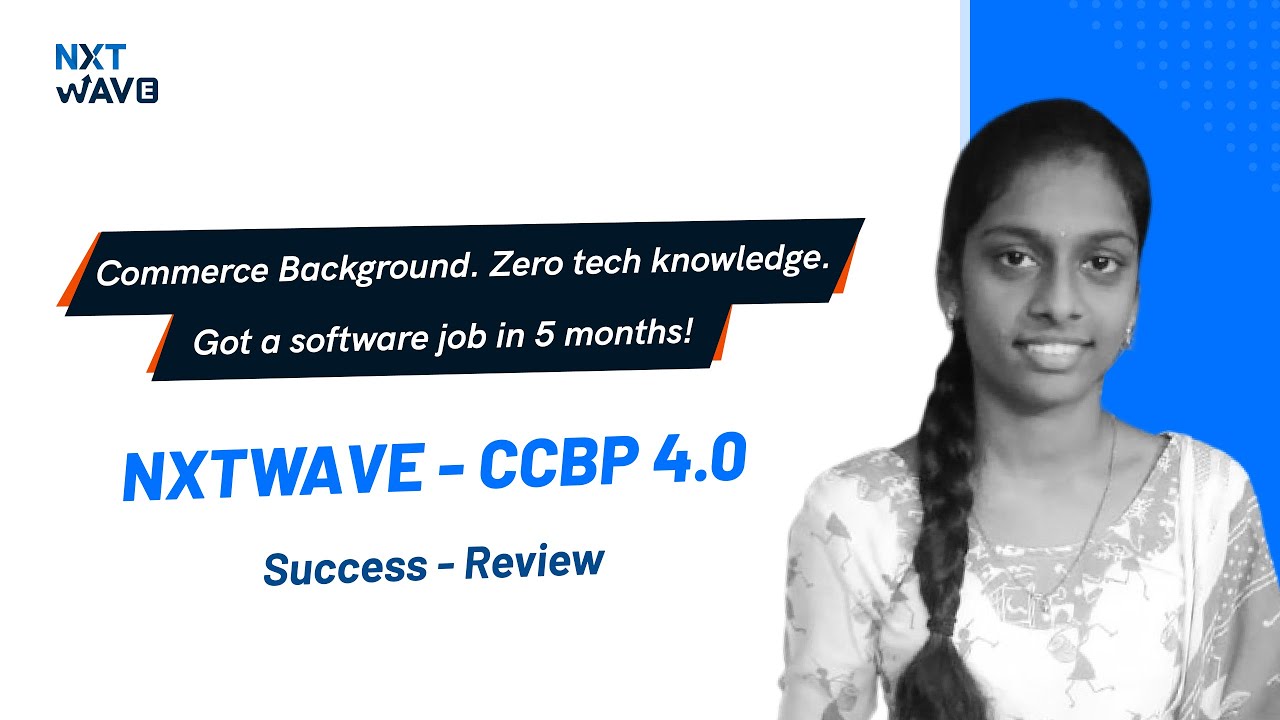 NXT
WAVE
Commerce Background. Zero tech knowledge.
Got a software job in 5 months!
NXTWAVE - CCBP 4.0
Success - Review